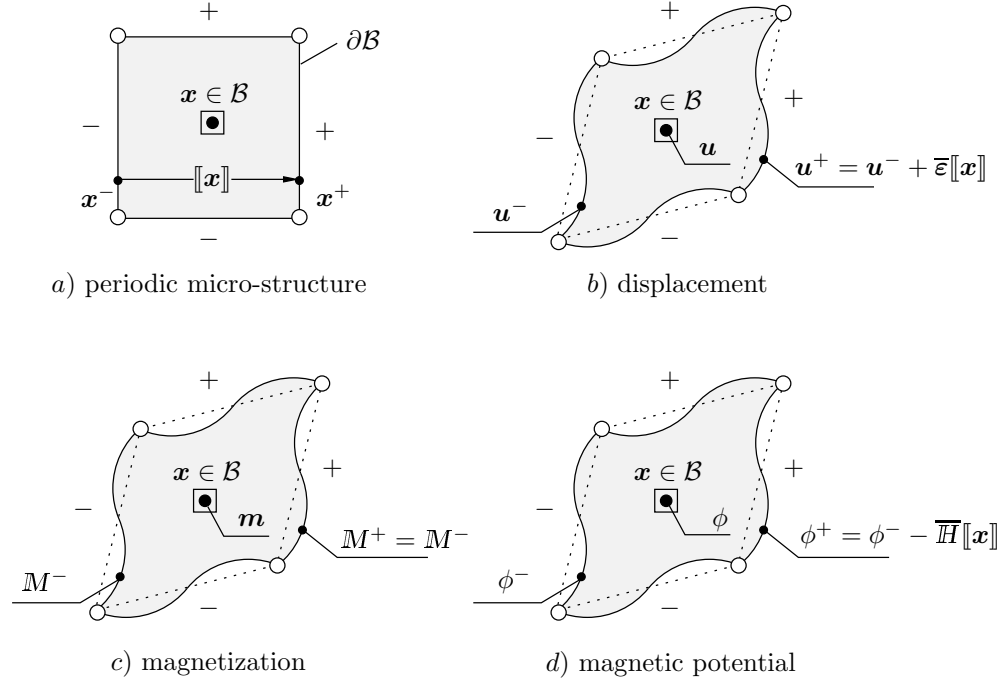 +
∂ℬ
𝒙 ∈ ℬ
−
+
⟦𝒙⟧
𝒙⁻
𝒙⁺
−
a) periodic micro-structure
+
𝒙 ∈ ℬ
+
−
𝒖
𝒖⁺ = 𝒖⁻ + 𝜺̅⟦𝒙⟧
𝒖⁻
−
b) displacement
+
𝒙 ∈ ℬ
+
−
𝒎
𝕄⁺ = 𝕄⁻
𝕄⁻
−
c) magnetization
+
𝒙 ∈ ℬ
+
−
ϕ
ϕ⁺ = ϕ⁻ − ℍ̅⟦𝒙⟧
ϕ⁻
−
d) magnetic potential